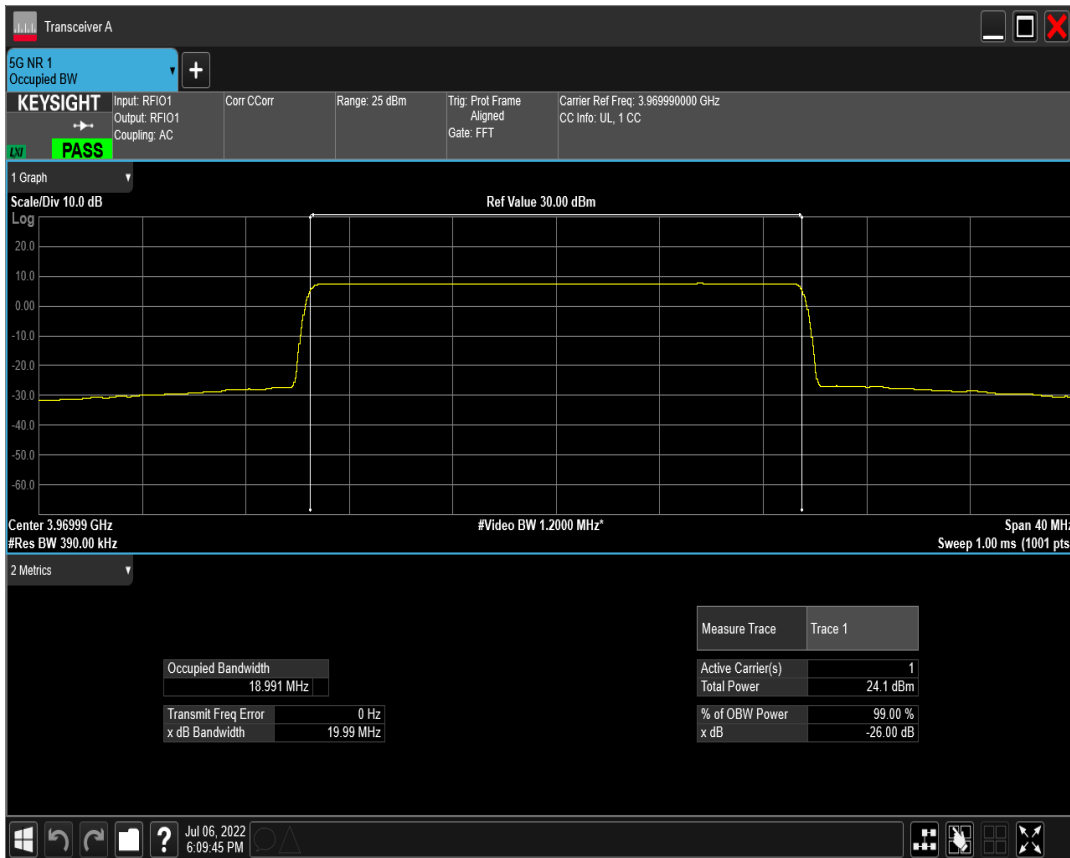 Transceiver A
5G NR 1
Occupied BW
+
KEYSIGHT
LXI
PASS
Input: RFIO1
Output: RFIO1
Coupling: AC
Corr CCorr
Range: 25 dBm
Trig: Prot Frame
Aligned
Gate: FFT
Carrier Ref Freq: 3.969990000 GHz
CC Info: UL, 1 CC
1 Graph
Scale/Div 10.0 dB
Ref Value 30.00 dBm
Log
20.0
10.0
0.00
-10.0
-20.0
-30.0
-40.0
-50.0
-60.0
Center 3.96999 GHz
#Video BW 1.2000 MHz*
Span 40 MHz
#Res BW 390.00 kHz
Sweep 1.00 ms (1001 pts
2 Metrics
Measure Trace Trace 1
Occupied Bandwidth
18.991 MHz
Active Carrier(s) 1
Total Power 24.1 dBm
Transmit Freq Error 0 Hz
x dB Bandwidth 19.99 MHz
% of OBW Power 99.00 %
x dB -26.00 dB
?
Jul 06, 2022
6:09:45 PM